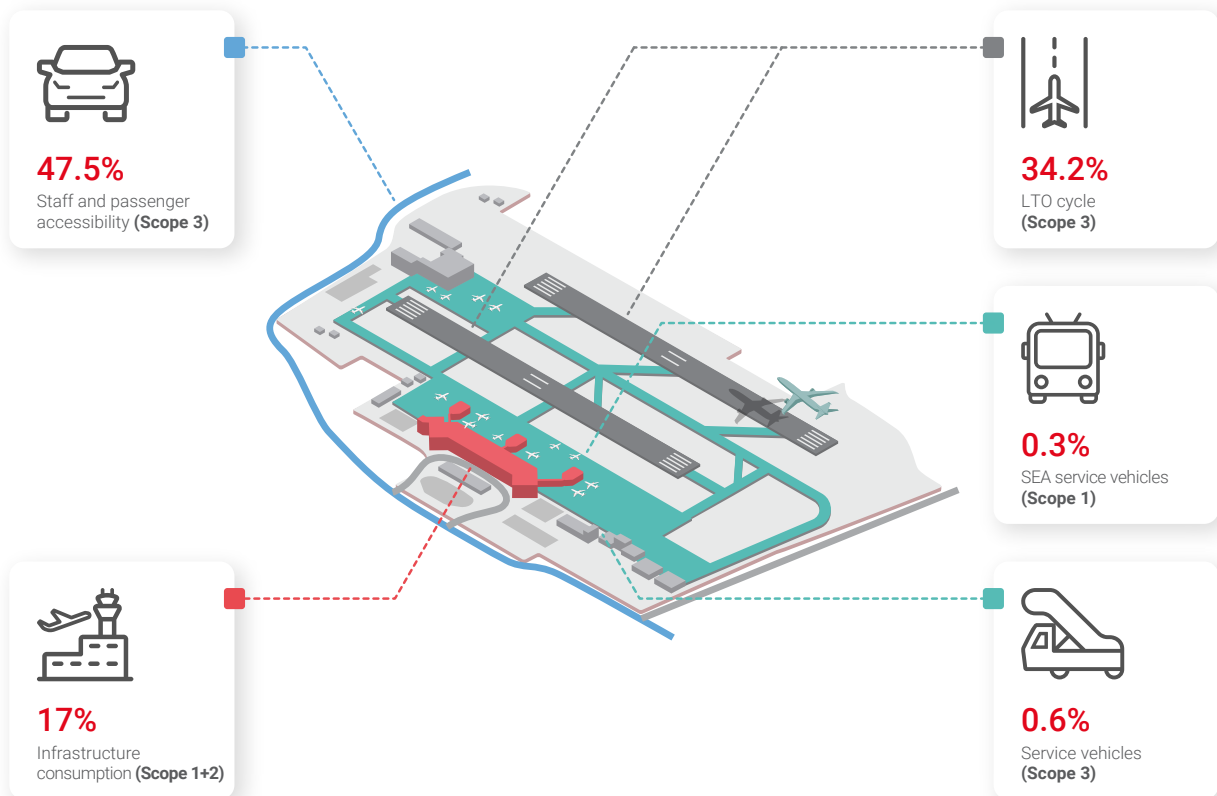 47.5%
Staff and passenger
accessibility (Scope 3)
34.2%
LTO cycle
(Scope 3)
0.3%
SEA service vehicles
(Scope 1)
17%
Infrastructure
consumption (Scope 1+2)
0.6%
Service vehicles
(Scope 3)